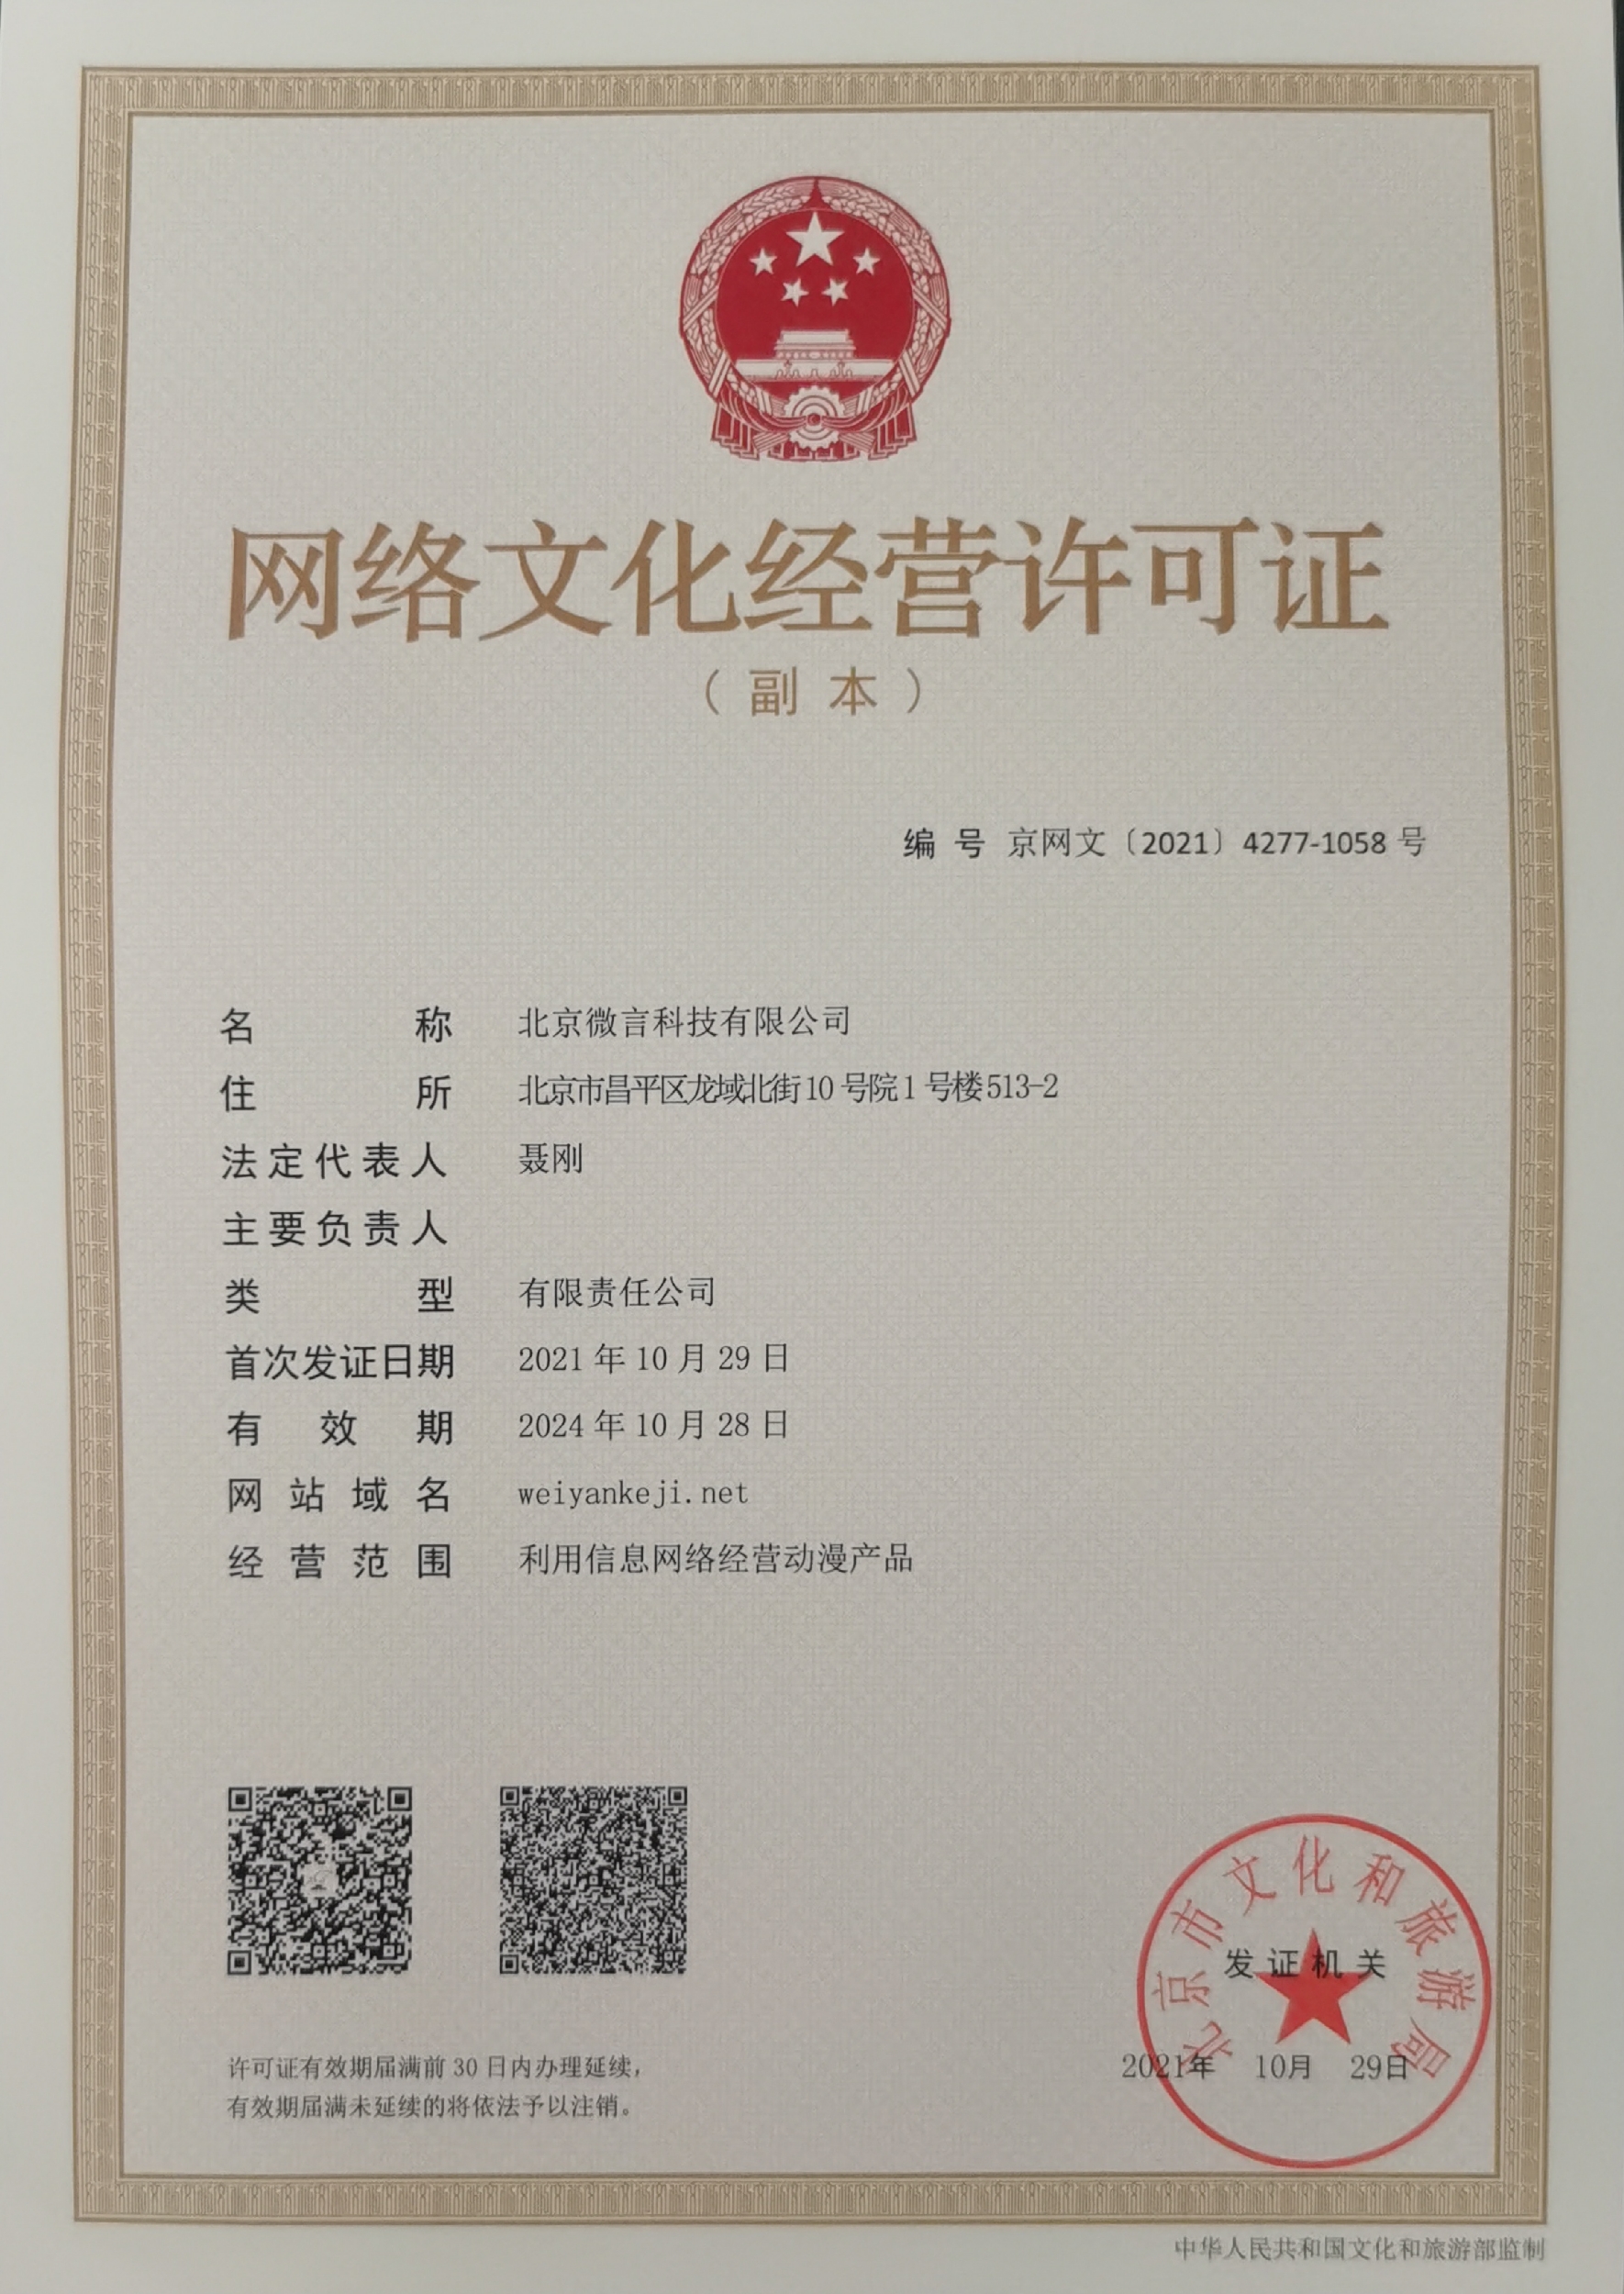 网络文化经营许可证
（副本）
编号 京网文〔2021〕4277-1058 号
名称 北京微言科技有限公司
住所 北京市昌平区龙域北街10号院1号楼513-2
法定代表人 聂刚
主要负责人
类型 有限责任公司
首次发证日期 2021年10月29日
有效期 2024年10月28日
网站域名 weiyankeji.net
经营范围 利用信息网络经营动漫产品
北京市文化和旅游局
发证机关
2021年 10月 29日
许可证有效期届满前30日内办理延续，
有效期届满未延续的将依法予以注销。
中华人民共和国文化和旅游部监制